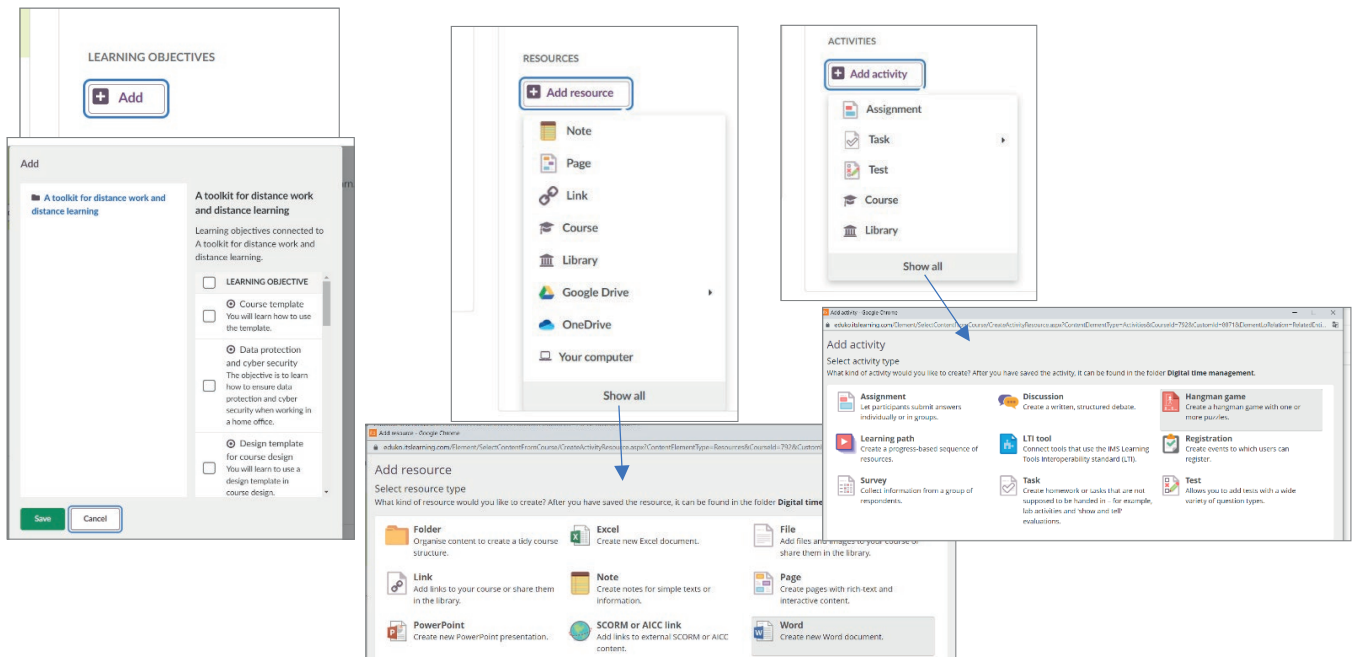 LEARNING OBJECTIVES
Add
Add
A toolkit for distance work and
distance learning
A toolkit for distance work
and distance learning
Learning objectives connected to
A toolkit for distance work and
distance learning.
LEARNING OBJECTIVE
Course template
You will learn how to use
the template.
Data protection
and cyber security
The objective is to learn
how to ensure data
protection and cyber
security when working in
a home office.
Design template
for course design
You will learn to use a
design template in
course design.
Save
Cancel
RESOURCES
Add resource
Note
Page
Link
Course
Library
Google Drive
OneDrive
Your computer
Show all
ACTIVITIES
Add activity
Assignment
Task
Test
Course
Library
Show all
Add activity - Google Chrome
Add activity
Select activity type
What kind of activity would you like to create? After you have saved the activity, it can be found in the folder Digital time management.
Assignment
Let participants submit answers
individually or in groups.
Discussion
Create a written, structured debate.
Hangman game
Create a hangman game with one or
more puzzles.
Learning path
Create a progress-based sequence of
resources.
LTI tool
Connect tools that use the IMS Learning
Tools Interoperability standard (LTI).
Registration
Create events to which users can
register.
Survey
Collect information from a group of
respondents.
Task
Create homework or tasks that are not
supposed to be handed in – for example,
lab activities and 'show and tell'
evaluations.
Test
Allows you to add tests with a wide
variety of question types.
Add resource - Google Chrome
Add resource
Select resource type
What kind of resource would you like to create? After you have saved the resource, it can be found in the folder Digital time
Folder
Organise content to create a tidy course
structure.
Excel
Create new Excel document.
File
Add files and images to your course or
share them in the library.
Link
Add links to your course or share them
in the library.
Note
Create notes for simple texts or
information.
Page
Create pages with rich-text and
interactive content.
PowerPoint
Create new PowerPoint presentation.
SCORM or AICC link
Add links to external SCORM or AICC
content.
Word
Create new Word document.